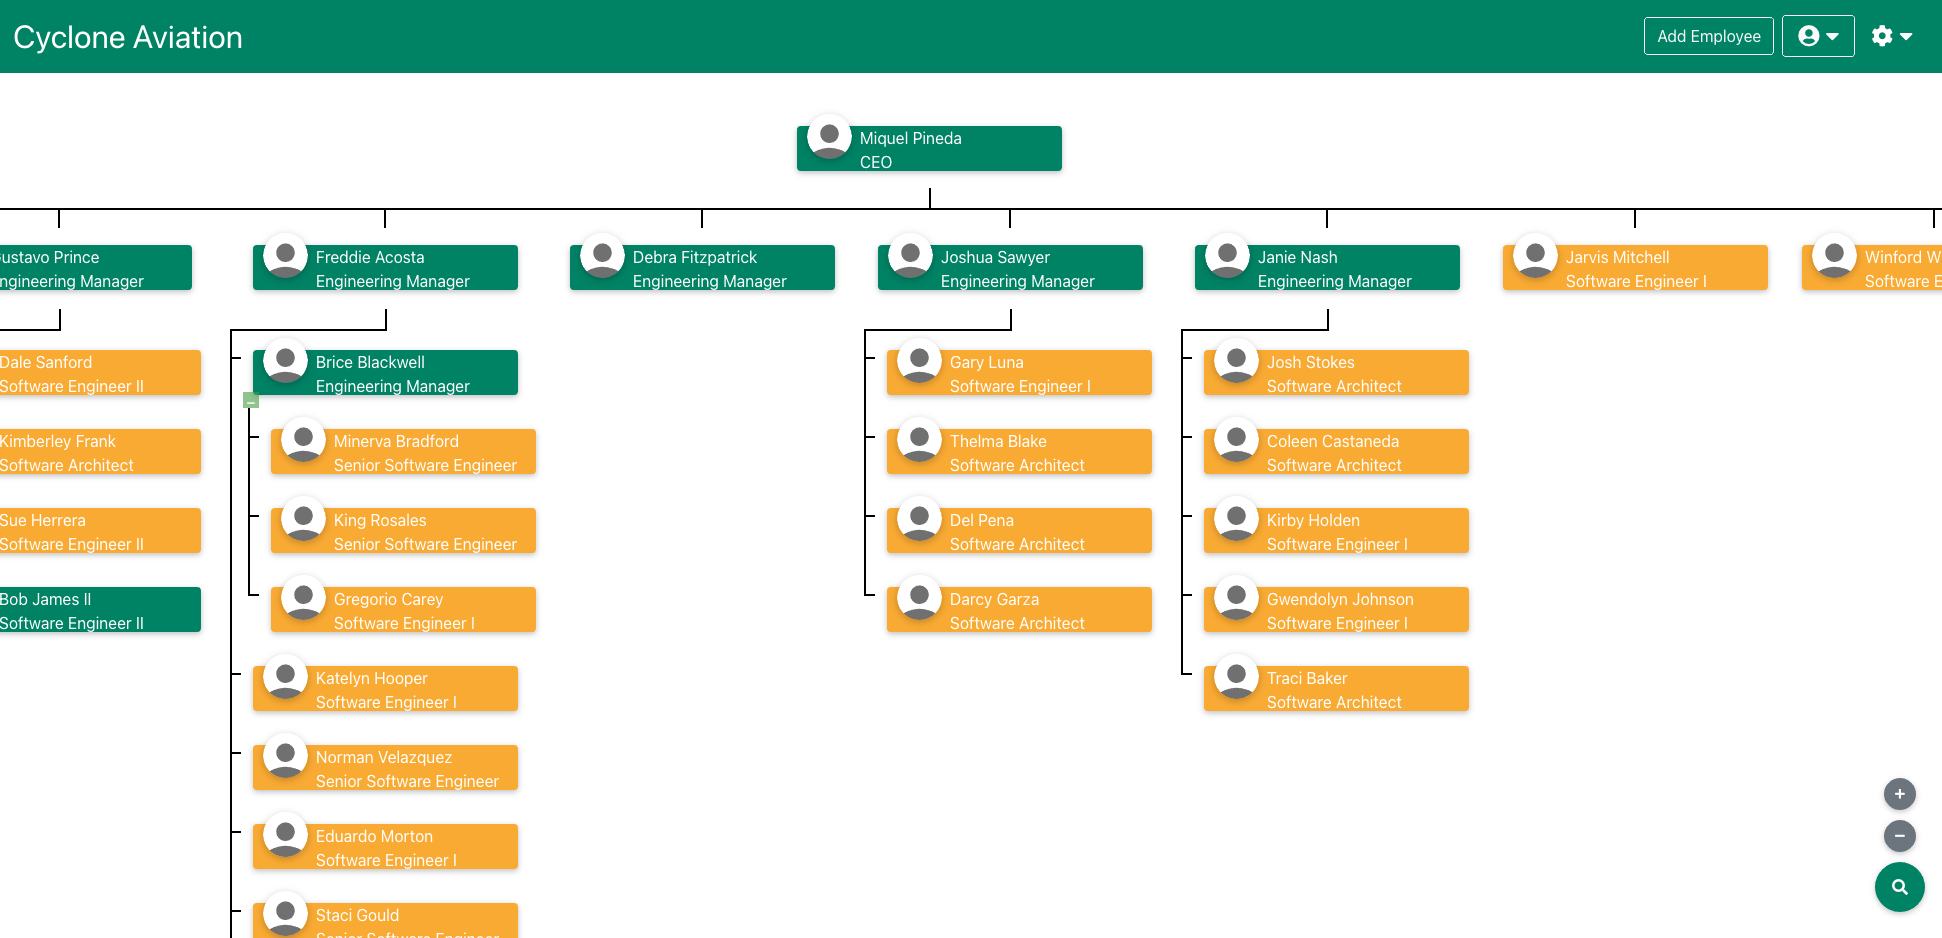 Cyclone Aviation
Add Employee
Miquel Pineda
CEO
ustavo Prince
ngineering Manager
Freddie Acosta
Engineering Manager
Debra Fitzpatrick
Engineering Manager
Joshua Sawyer
Engineering Manager
Janie Nash
Engineering Manager
Jarvis Mitchell
Software Engineer I
Winford W
Software E
Dale Sanford
Software Engineer II
Kimberley Frank
Software Architect
Sue Herrera
Software Engineer II
Bob James II
Software Engineer II
Brice Blackwell
Engineering Manager
Minerva Bradford
Senior Software Engineer
King Rosales
Senior Software Engineer
Gregorio Carey
Software Engineer I
Katelyn Hooper
Software Engineer I
Norman Velazquez
Senior Software Engineer
Eduardo Morton
Software Engineer I
Staci Gould
Senior Software Engineer
Gary Luna
Software Engineer I
Thelma Blake
Software Architect
Del Pena
Software Architect
Darcy Garza
Software Architect
Josh Stokes
Software Architect
Coleen Castaneda
Software Architect
Kirby Holden
Software Engineer I
Gwendolyn Johnson
Software Engineer I
Traci Baker
Software Architect